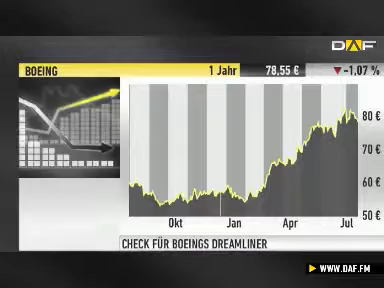 DAF
BOEING 1 Jahr 78,55 € -1,07 %
80 €
70 €
60 €
50 €
Okt Jan Apr Jul
CHECK FÜR BOEINGS DREAMLINER
WWW.DAF.FM